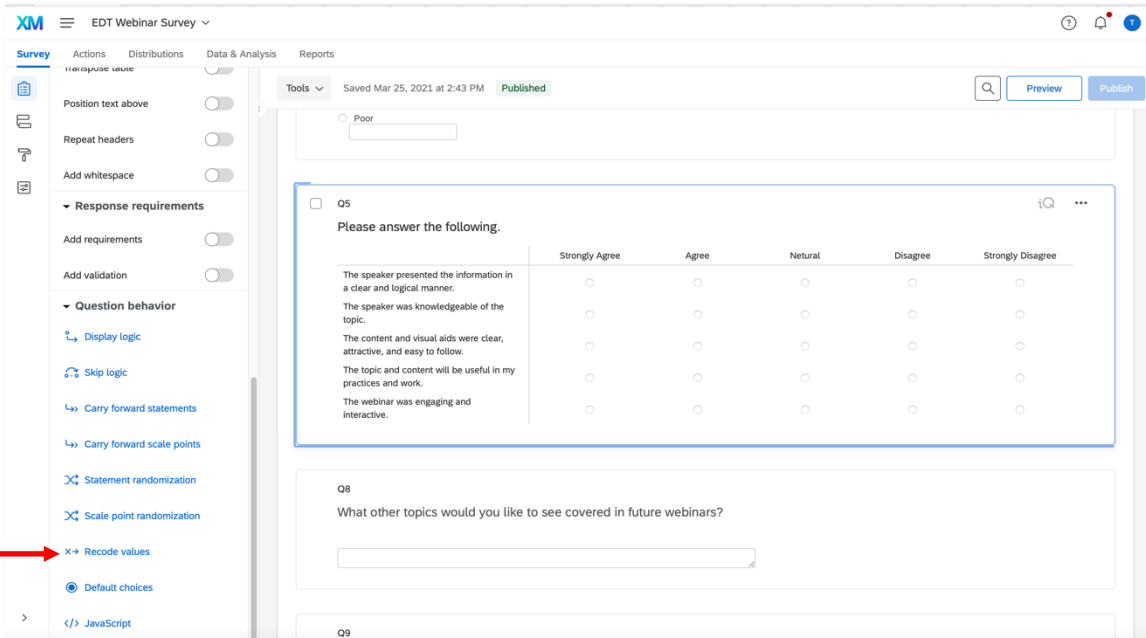 XM EDT Webinar Survey
T
Survey Actions Distributions Data & Analysis Reports
Transpose table
Position text above
Repeat headers
Add whitespace
Response requirements
Add requirements
Add validation
Question behavior
Display logic
Skip logic
Carry forward statements
Carry forward scale points
Statement randomization
Scale point randomization
Recode values
Default choices
</> JavaScript
Tools Saved Mar 25, 2021 at 2:43 PM Published Preview Publish
Poor
Q5
iQ
Please answer the following.
Strongly Agree Agree Netural Disagree Strongly Disagree
The speaker presented the information in
a clear and logical manner.
The speaker was knowledgeable of the
topic.
The content and visual aids were clear,
attractive, and easy to follow.
The topic and content will be useful in my
practices and work.
The webinar was engaging and
interactive.
Q8
What other topics would you like to see covered in future webinars?
Q9